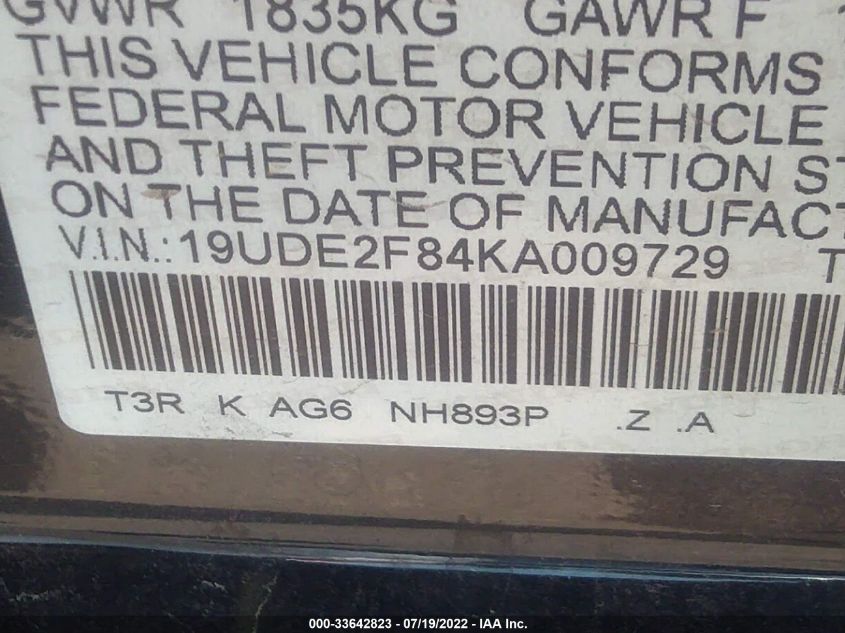 GVWR 1835KG GAWR F
THIS VEHICLE CONFORMS
FEDERAL MOTOR VEHICLE
AND THEFT PREVENTION ST
ON THE DATE OF MANUFACT
V.I.N.:19UDE2F84KA009729 T
T3R K AG6 NH893P .Z .A
000-33642823 / 07/19/2022 - IAA Inc.